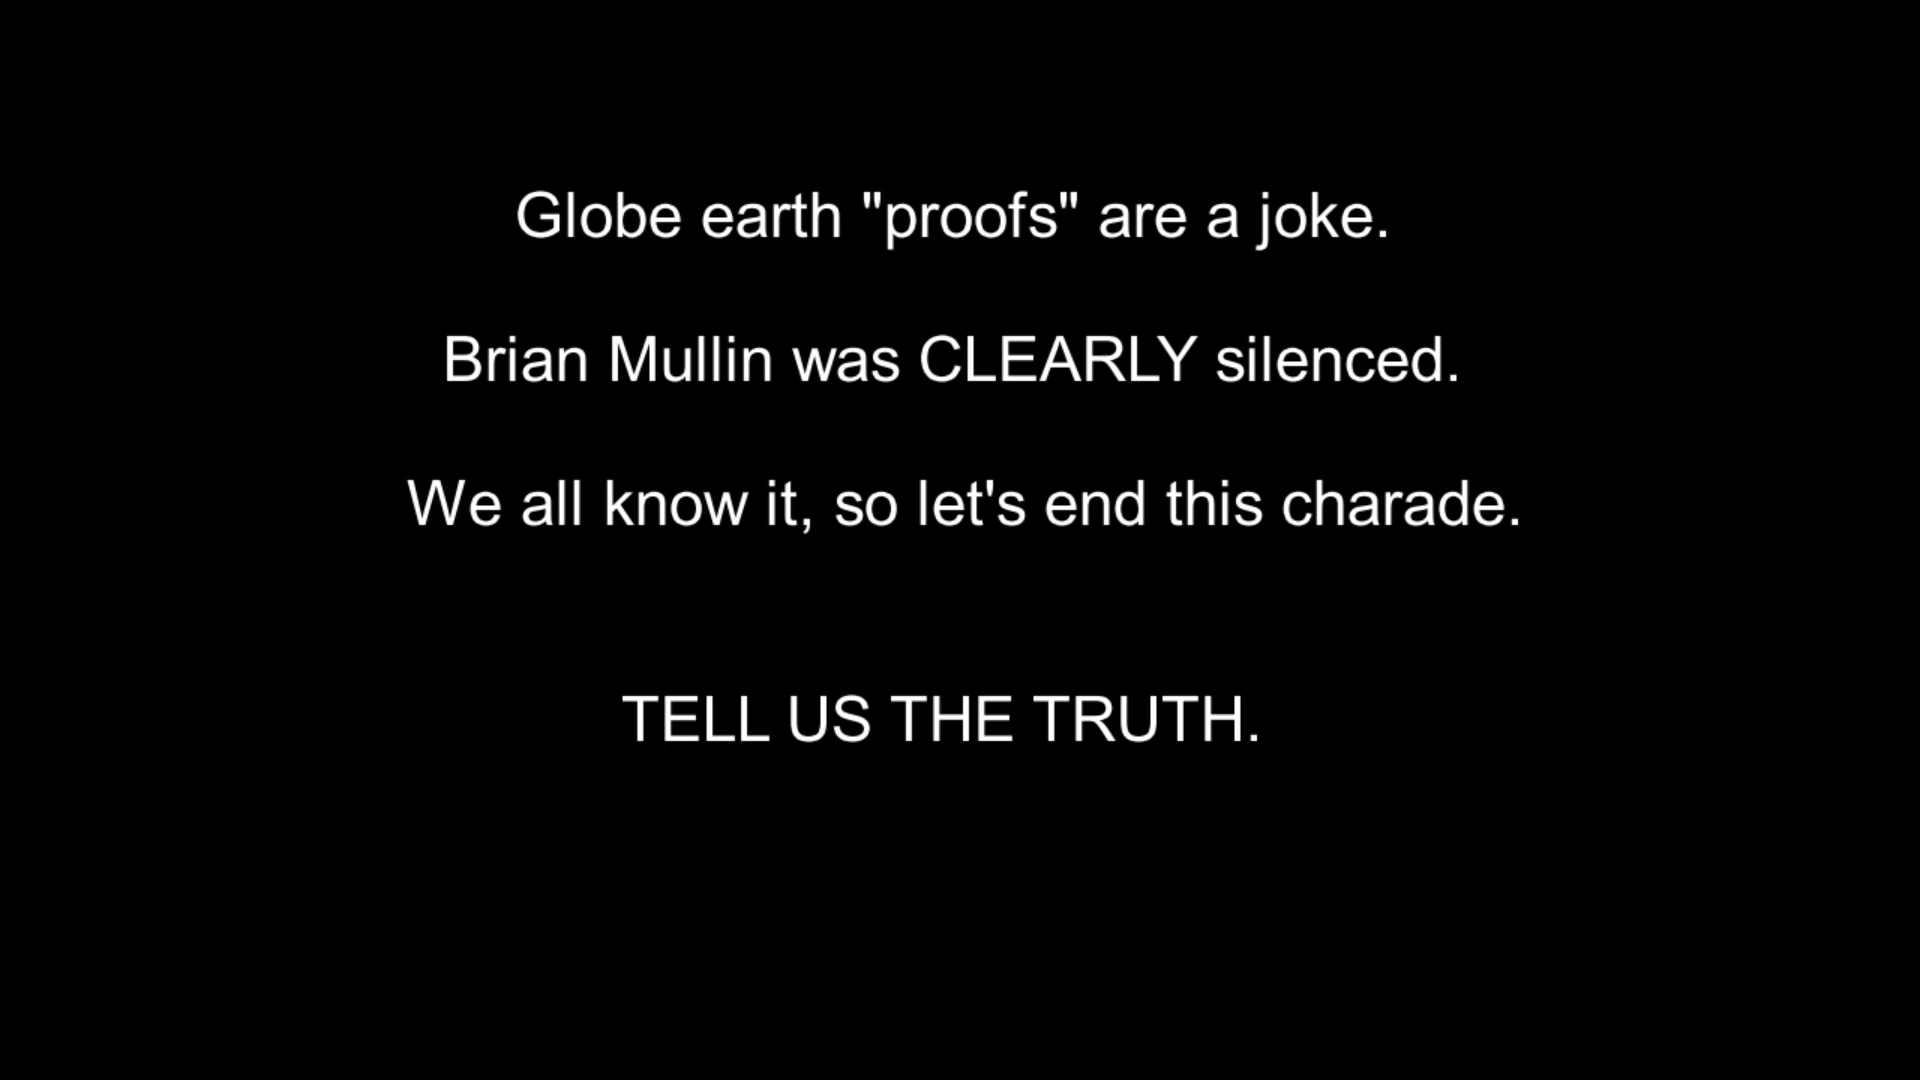 Globe earth "proofs" are a joke.
Brian Mullin was CLEARLY silenced.
We all know it, so let's end this charade.
TELL US THE TRUTH.